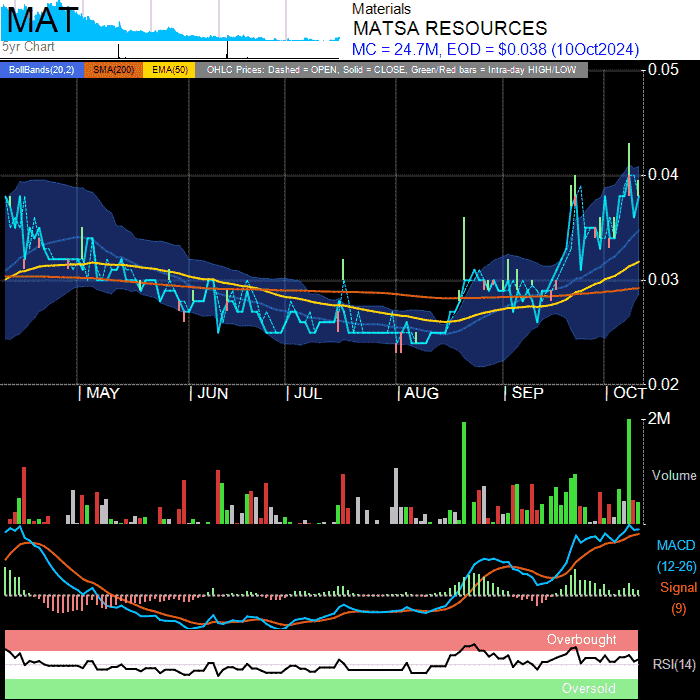 MAT
5yr Chart
Materials
MATSA RESOURCES
MC = 24.7M, EOD = $0.038 (10Oct2024)
BollBands(20,2) SMA(200) EMA(50) OHLC Prices: Dashed = OPEN, Solid = CLOSE, Green/Red bars = Intra-day HIGH/LOW
0.05
0.04
0.03
0.02
| MAY | JUN | JUL | AUG | SEP | OCT
2M
Volume
MACD
(12-26)
Signal
(9)
Overbought
RSI(14)
Oversold